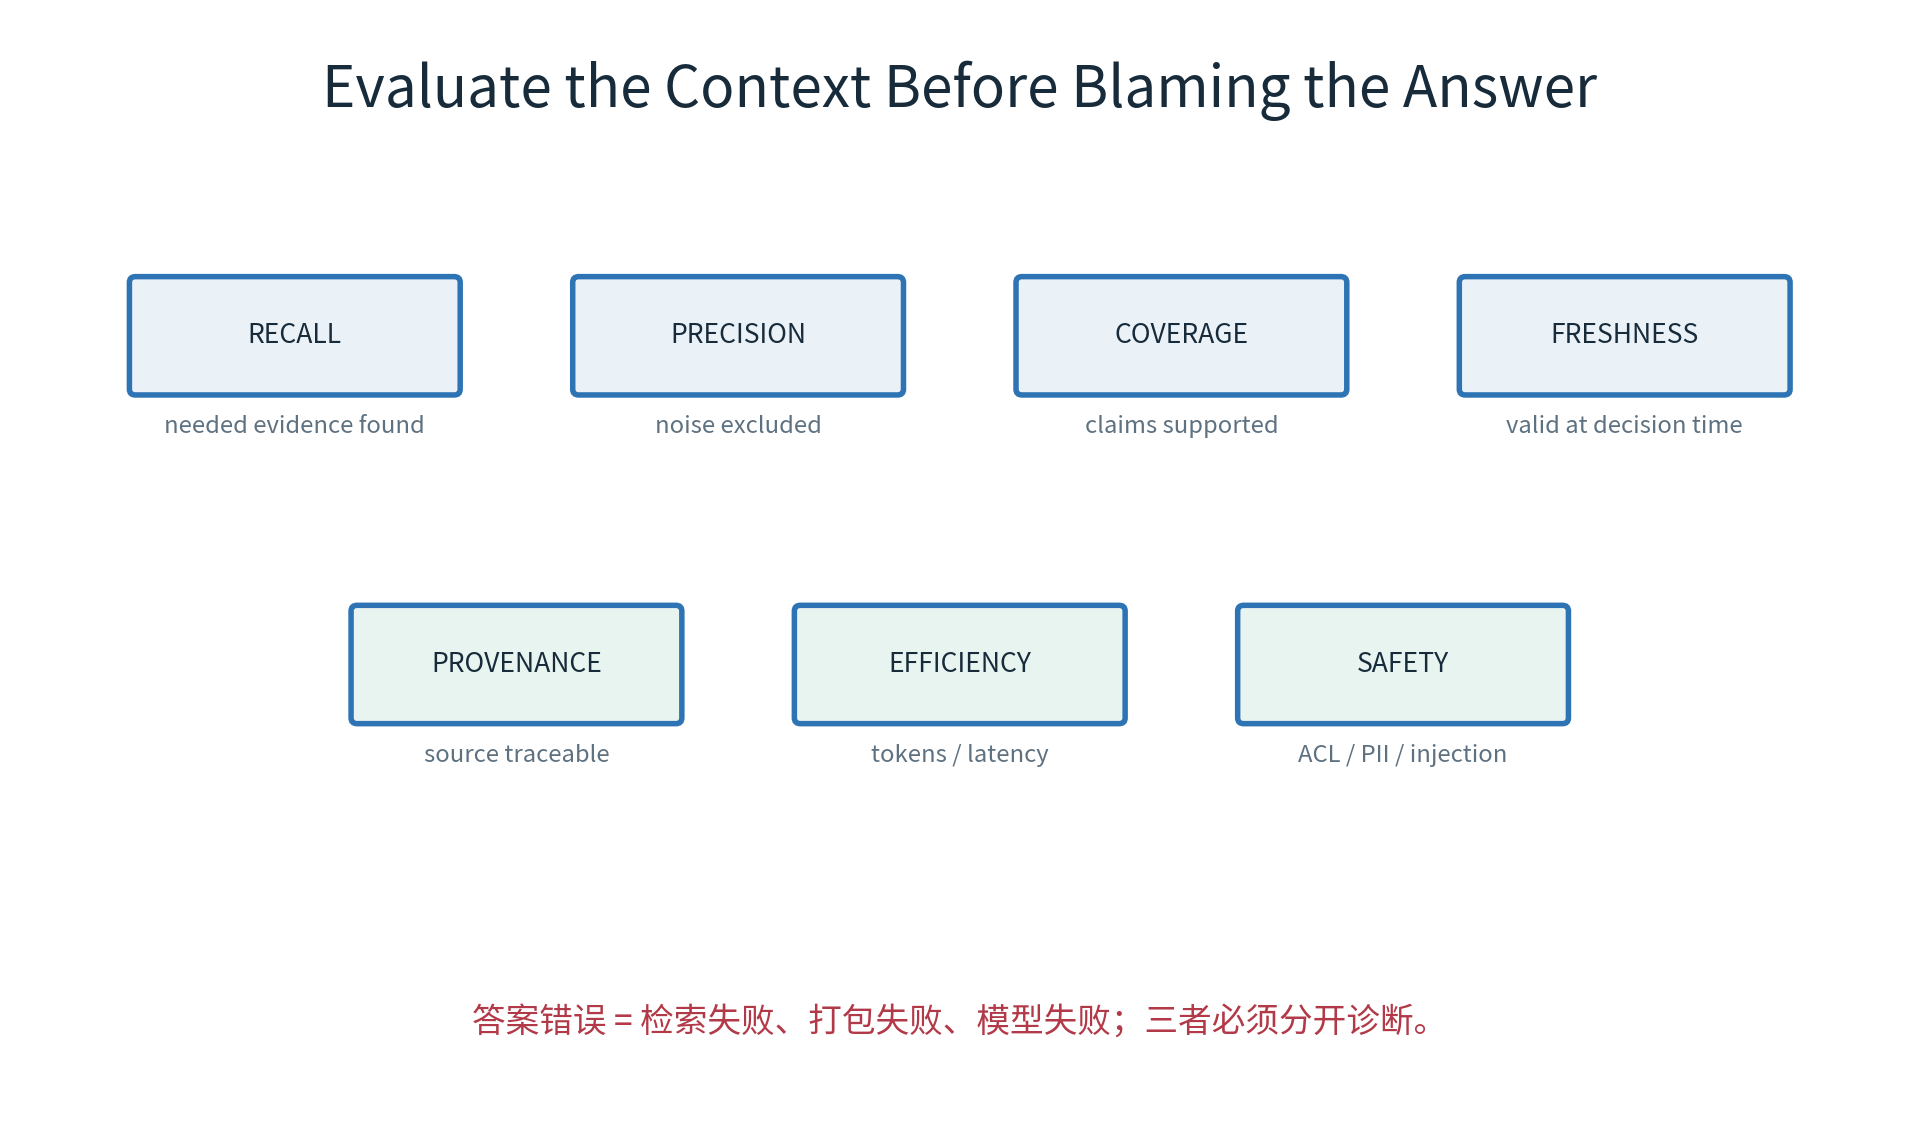 Evaluate the Context Before Blaming the Answer
RECALL
PRECISION
COVERAGE
FRESHNESS
needed evidence found
noise excluded
claims supported
valid at decision time
PROVENANCE
EFFICIENCY
SAFETY
source traceable
tokens / latency
ACL / PII / injection
答案错误 = 检索失败、打包失败、模型失败；三者必须分开诊断。